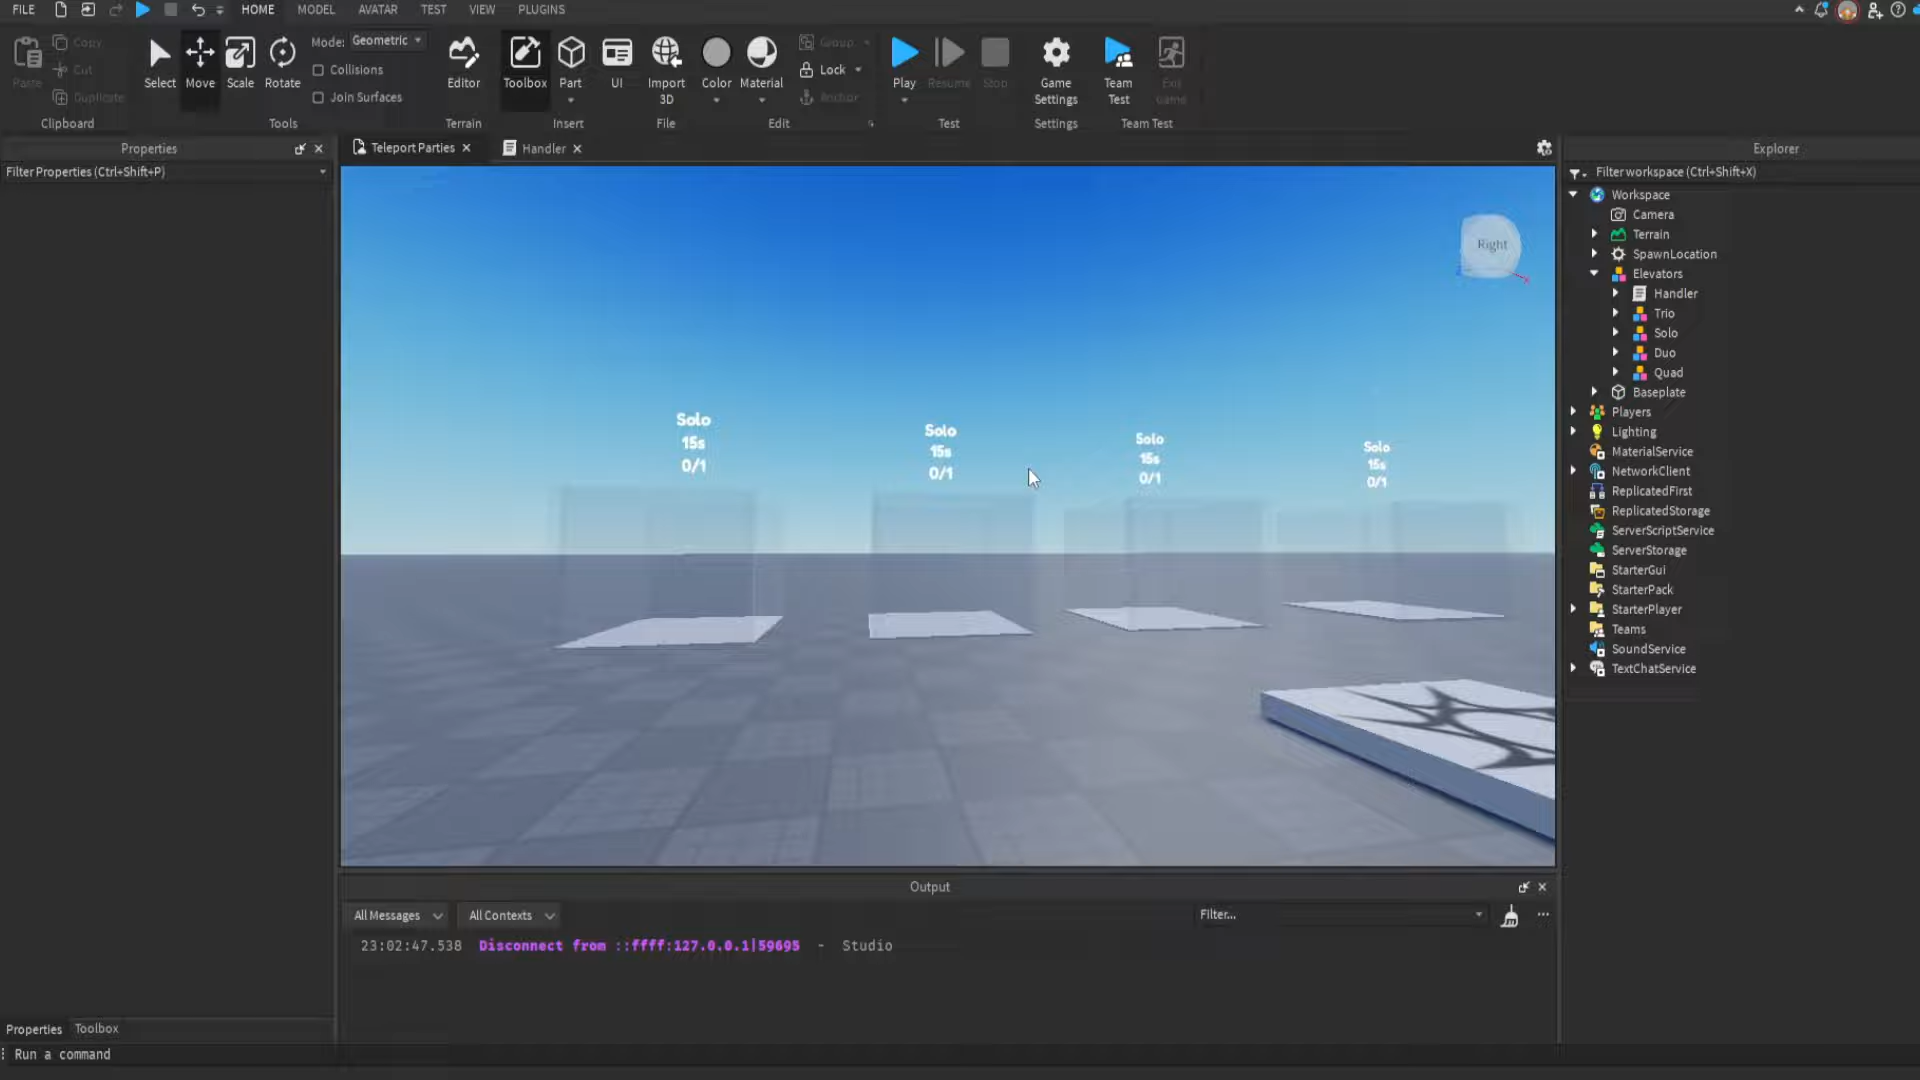 FILE
HOME
MODEL
AVATAR
TEST
VIEW
PLUGINS
Paste
Copy
Cut
Duplicate
Clipboard
Select
Move
Scale
Rotate
Mode: Geometric
Collisions
Join Surfaces
Tools
Editor
Terrain
Toolbox
Part
UI
Insert
Import
3D
File
Color
Material
Group
Lock
Anchor
Edit
Play
Resume
Stop
Test
Game
Settings
Settings
Team
Test
Exit
Game
Team Test
Properties
Filter Properties (Ctrl+Shift+P)
Teleport Parties
Handler
Right
Solo
15s
0/1
Solo
15s
0/1
Solo
15s
0/1
Solo
15s
0/1
Explorer
Filter workspace (Ctrl+Shift+X)
Workspace
Camera
Terrain
SpawnLocation
Elevators
Handler
Trio
Solo
Duo
Quad
Baseplate
Players
Lighting
MaterialService
NetworkClient
ReplicatedFirst
ReplicatedStorage
ServerScriptService
ServerStorage
StarterGui
StarterPack
StarterPlayer
Teams
SoundService
TextChatService
Output
All Messages
All Contexts
Filter...
23:02:47.538 Disconnect from ::ffff:127.0.0.1|59695 - Studio
Properties
Toolbox
Run a command